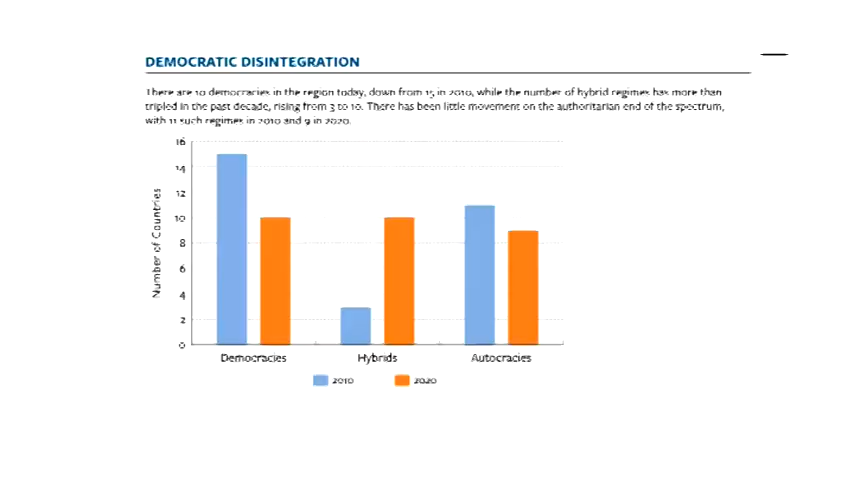 DEMOCRATIC DISINTEGRATION
There are 10 democracies in the region today, down from 15 in 2010, while the number of hybrid regimes has more than
tripled in the past decade, rising from 3 to 10. There has been little movement on the authoritarian end of the spectrum,
with 11 such regimes in 2010 and 9 in 2020.
Number of Countries
16
14
12
10
8
6
4
2
0
Democracies Hybrids Autocracies
2010 2020